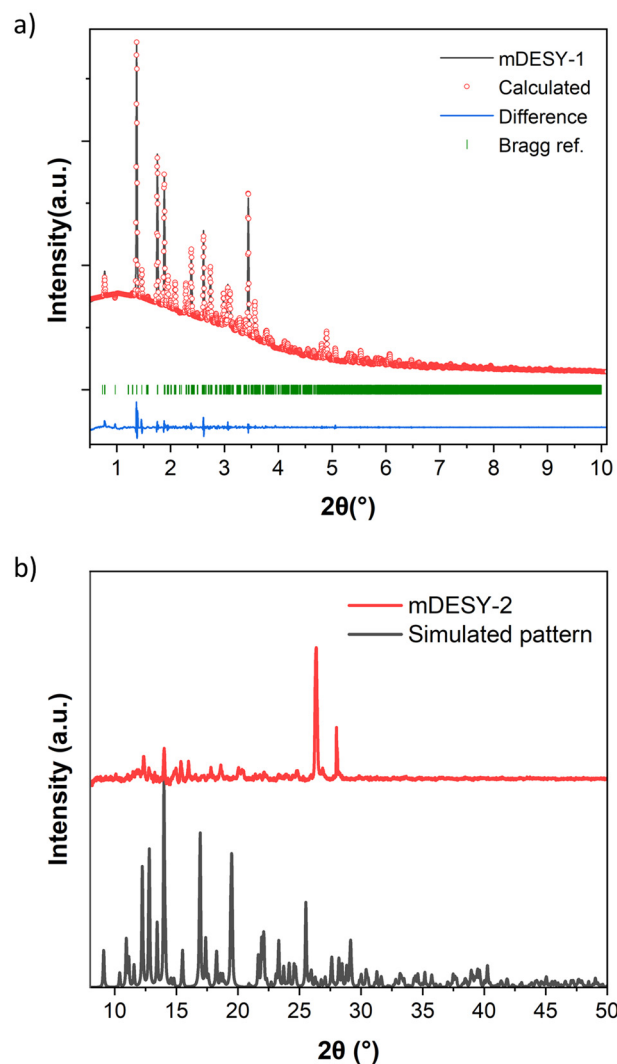 a)
mDESY-1
Calculated
Difference
Bragg ref.
Intensity(a.u.)
1 2 3 4 5 6 7 8 9 10
2θ(°)
b)
mDESY-2
Simulated pattern
Intensity (a.u.)
10 15 20 25 30 35 40 45 50
2θ (°)